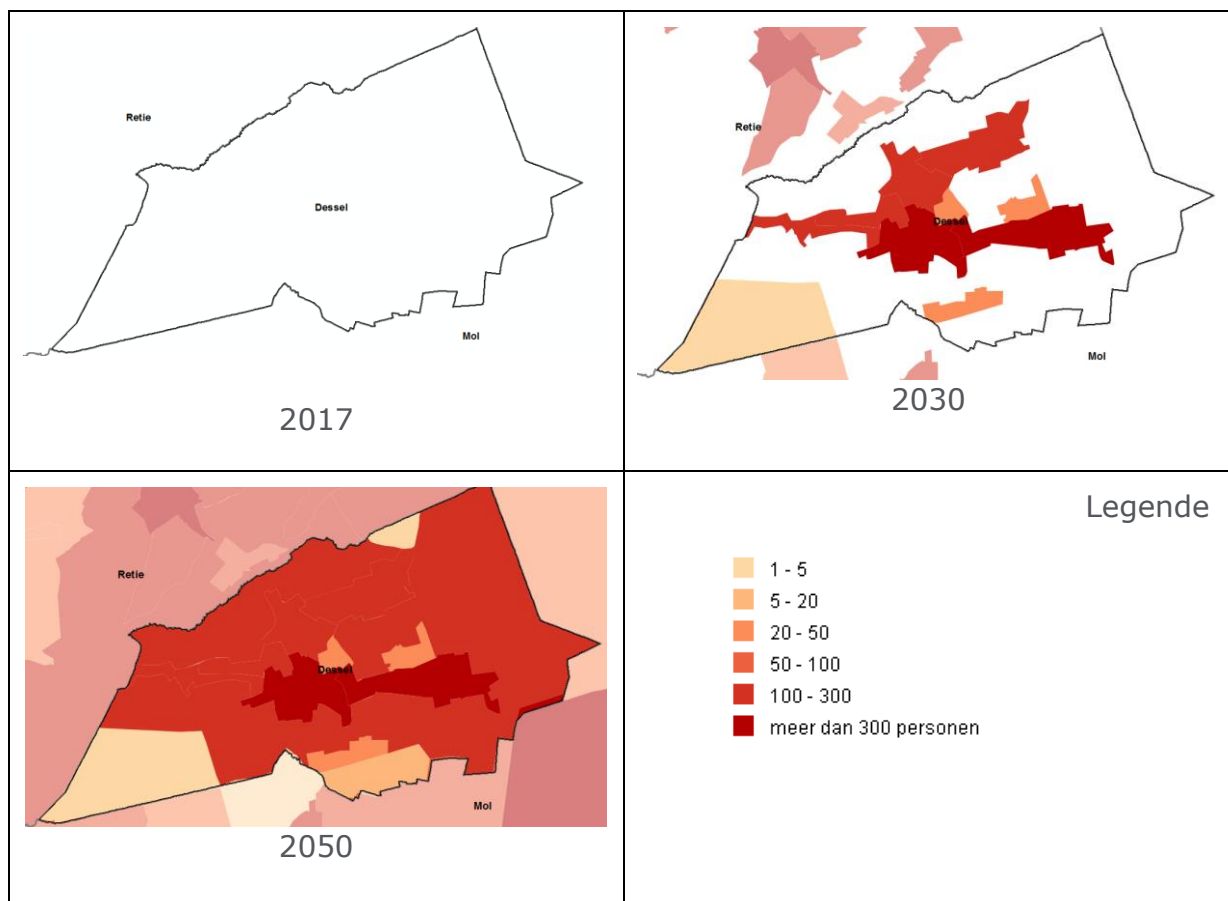 Retie
Dessel
Mol
2017
Retie
Dessel
Mol
2030
Retie
Dessel
Mol
2050
Legende
1 - 5
5 - 20
20 - 50
50 - 100
100 - 300
meer dan 300 personen